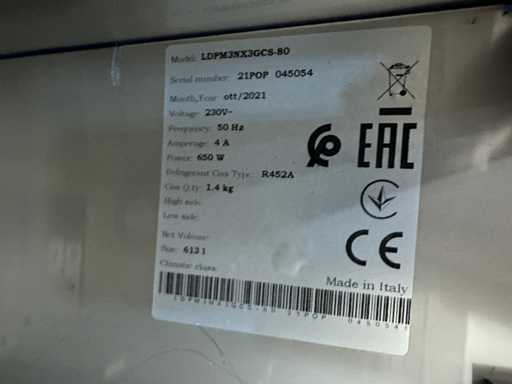 Model: LDPM3NX3GCS-80
Serial number: 21POP 045054
Month,Year ott/2021
Voltage: 230V~
Frequency: 50 Hz
Amperage: 4 A
Power: 650 W
Refrigerant Gas Type: R452A
Gas Q.ty: 1.4 kg
High side:
Low side:
Net Volume:
Size: 613 l
Climatic class:
EAC
CE
Made in Italy